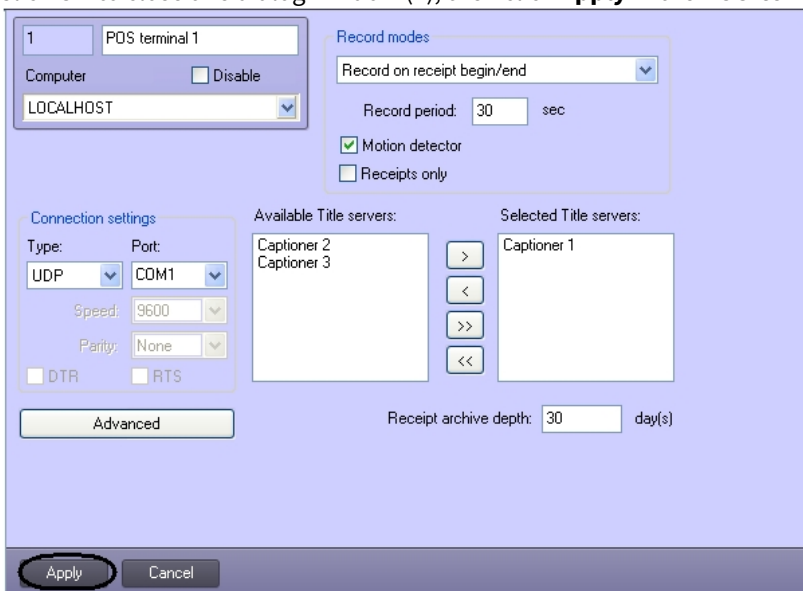 1
POS terminal 1
Computer
Disable
LOCALHOST
Record modes
Record on receipt begin/end
Record period: 30 sec
Motion detector
Receipts only
Connection settings
Type: Port:
UDP COM1
Speed: 9600
Parity: None
DTR RTS
Available Title servers:
Captioner 2
Captioner 3
>
<
>>
<<
Selected Title servers:
Captioner 1
Advanced
Receipt archive depth: 30 day(s)
Apply Cancel